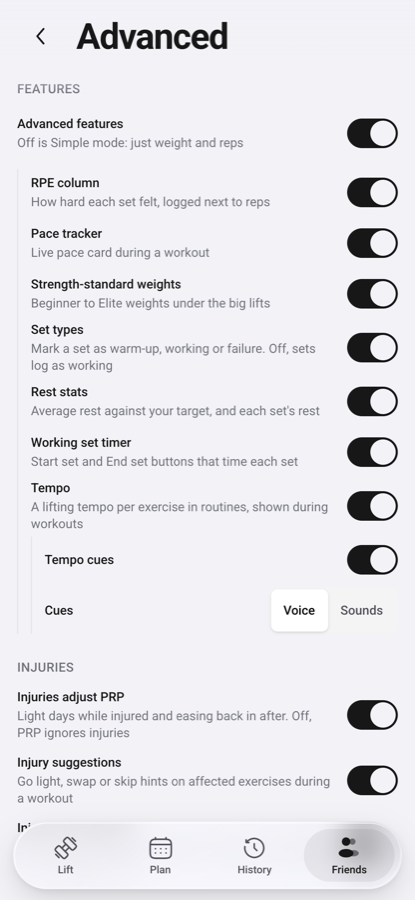 Advanced
FEATURES
Advanced features
Off is Simple mode: just weight and reps
RPE column
How hard each set felt, logged next to reps
Pace tracker
Live pace card during a workout
Strength-standard weights
Beginner to Elite weights under the big lifts
Set types
Mark a set as warm-up, working or failure. Off, sets
log as working
Rest stats
Average rest against your target, and each set's rest
Working set timer
Start set and End set buttons that time each set
Tempo
A lifting tempo per exercise in routines, shown during
workouts
Tempo cues
Cues
Voice
Sounds
INJURIES
Injuries adjust PRP
Light days while injured and easing back in after. Off,
PRP ignores injuries
Injury suggestions
Go light, swap or skip hints on affected exercises during
a workout
Lift
Plan
History
Friends